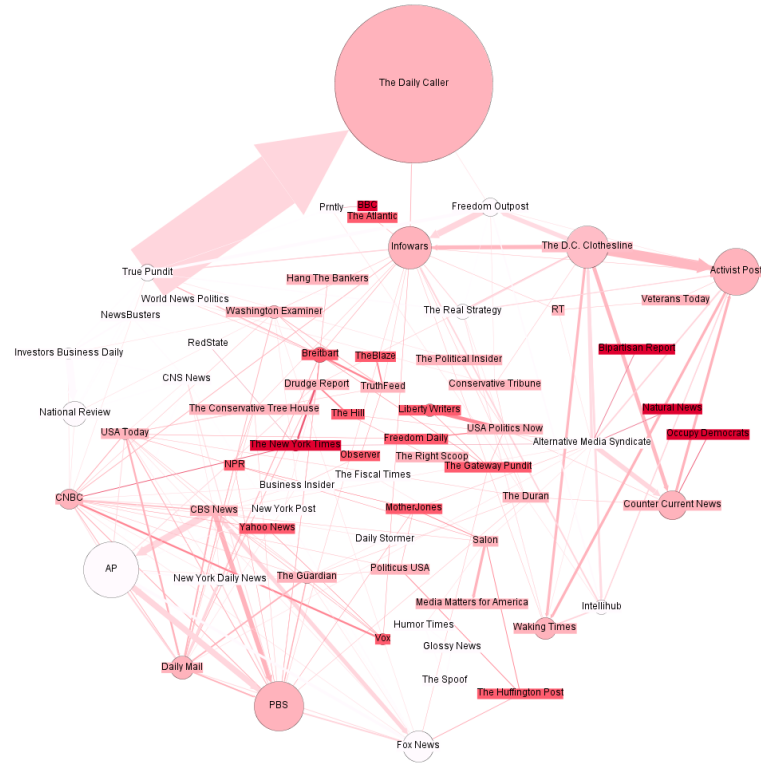 The Daily Caller
Prntly
BBC
The Atlantic
Freedom Outpost
Infowars
The D.C. Clothesline
True Pundit
Activist Post
Hang The Bankers
World News Politics
Washington Examiner
Veterans Today
NewsBusters
The Real Strategy
RT
RedState
Investors Business Daily
Breitbart
TheBlaze
The Political Insider
Bipartisan Report
CNS News
Drudge Report
TruthFeed
Conservative Tribune
National Review
The Conservative Tree House
The Hill
Liberty Writers
Natural News
USA Today
USA Politics Now
Occupy Democrats
The New York Times
Freedom Daily
Alternative Media Syndicate
Observer
The Right Scoop
NPR
The Gateway Pundit
The Fiscal Times
Business Insider
CNBC
CBS News
New York Post
MotherJones
The Duran
Counter Current News
Yahoo News
Daily Stormer
Salon
AP
New York Daily News
The Guardian
Politicus USA
Media Matters for America
Intellihub
Humor Times
Waking Times
Vox
Glossy News
Daily Mail
The Spoof
The Huffington Post
PBS
Fox News